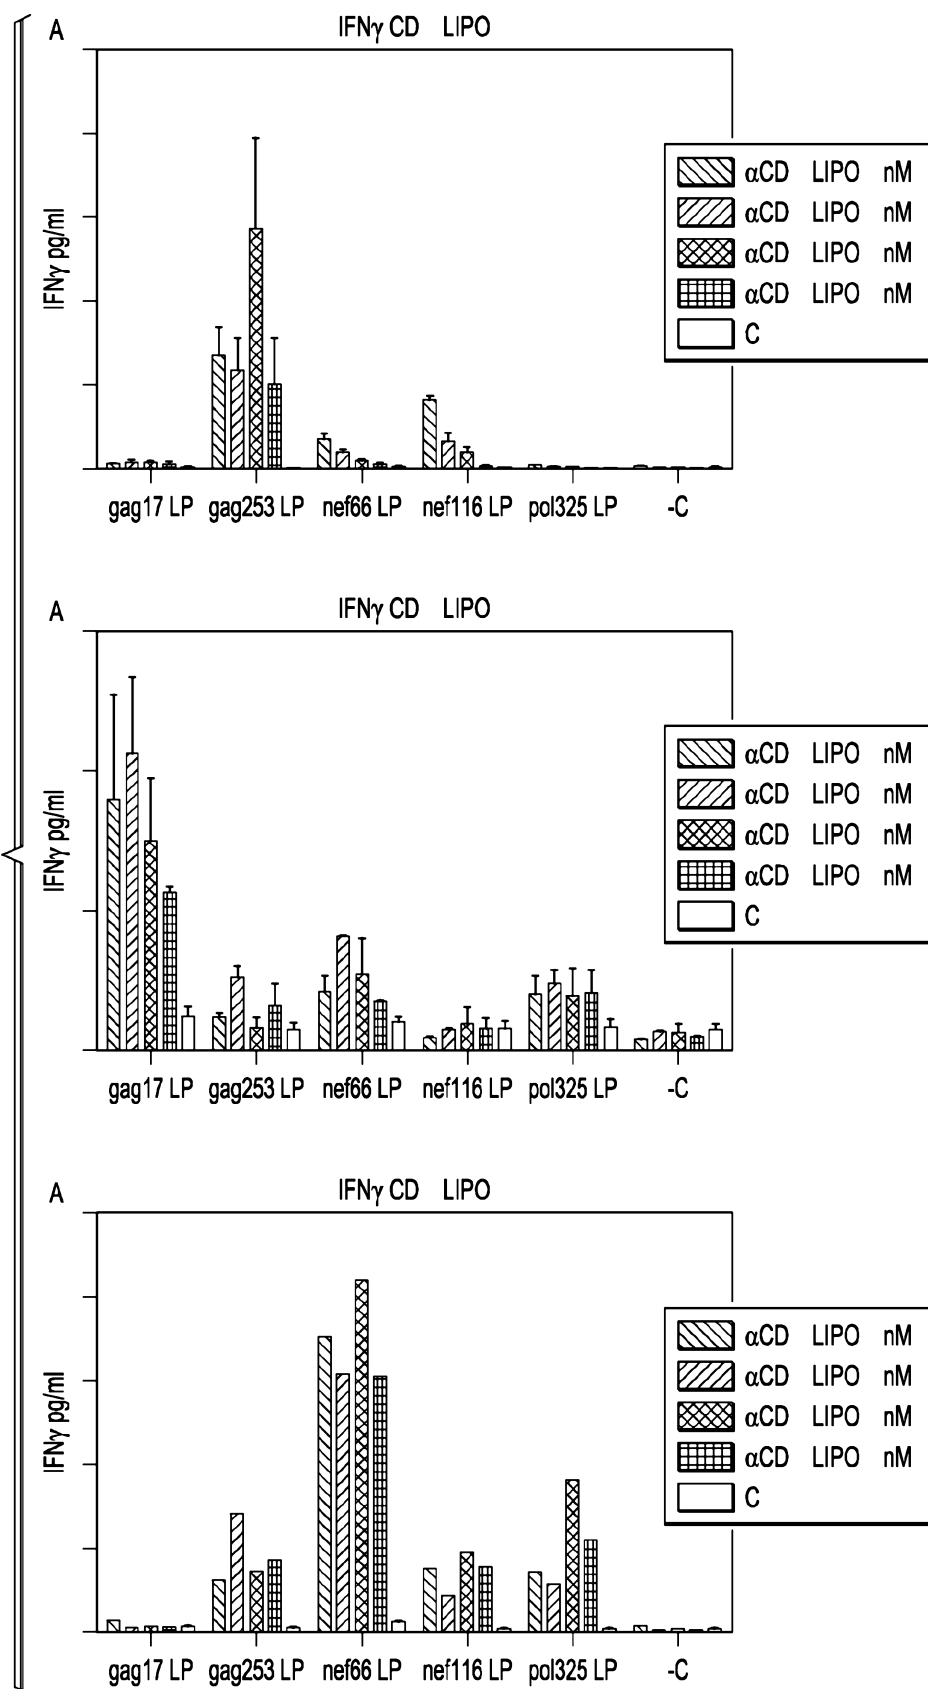 A IFNγ CD LIPO
IFNγ pg/ml
αCD LIPO nM
αCD LIPO nM
αCD LIPO nM
αCD LIPO nM
C
gag17 LP gag253 LP nef66 LP nef116 LP pol325 LP -C
A IFNγ CD LIPO
IFNγ pg/ml
αCD LIPO nM
αCD LIPO nM
αCD LIPO nM
αCD LIPO nM
C
gag17 LP gag253 LP nef66 LP nef116 LP pol325 LP -C
A IFNγ CD LIPO
IFNγ pg/ml
αCD LIPO nM
αCD LIPO nM
αCD LIPO nM
αCD LIPO nM
C
gag17 LP gag253 LP nef66 LP nef116 LP pol325 LP -C